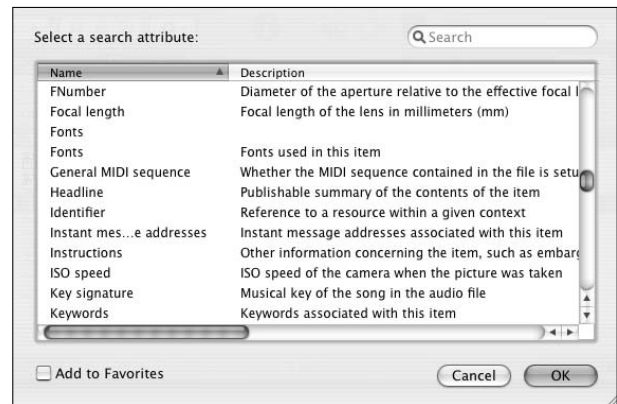 Select a search attribute: Search
Name Description
FNumber Diameter of the aperture relative to the effective focal l
Focal length Focal length of the lens in millimeters (mm)
Fonts
Fonts Fonts used in this item
General MIDI sequence Whether the MIDI sequence contained in the file is setu
Headline Publishable summary of the contents of the item
Identifier Reference to a resource within a given context
Instant mes...e addresses Instant message addresses associated with this item
Instructions Other information concerning the item, such as embarg
ISO speed ISO speed of the camera when the picture was taken
Key signature Musical key of the song in the audio file
Keywords Keywords associated with this item
Add to Favorites Cancel OK